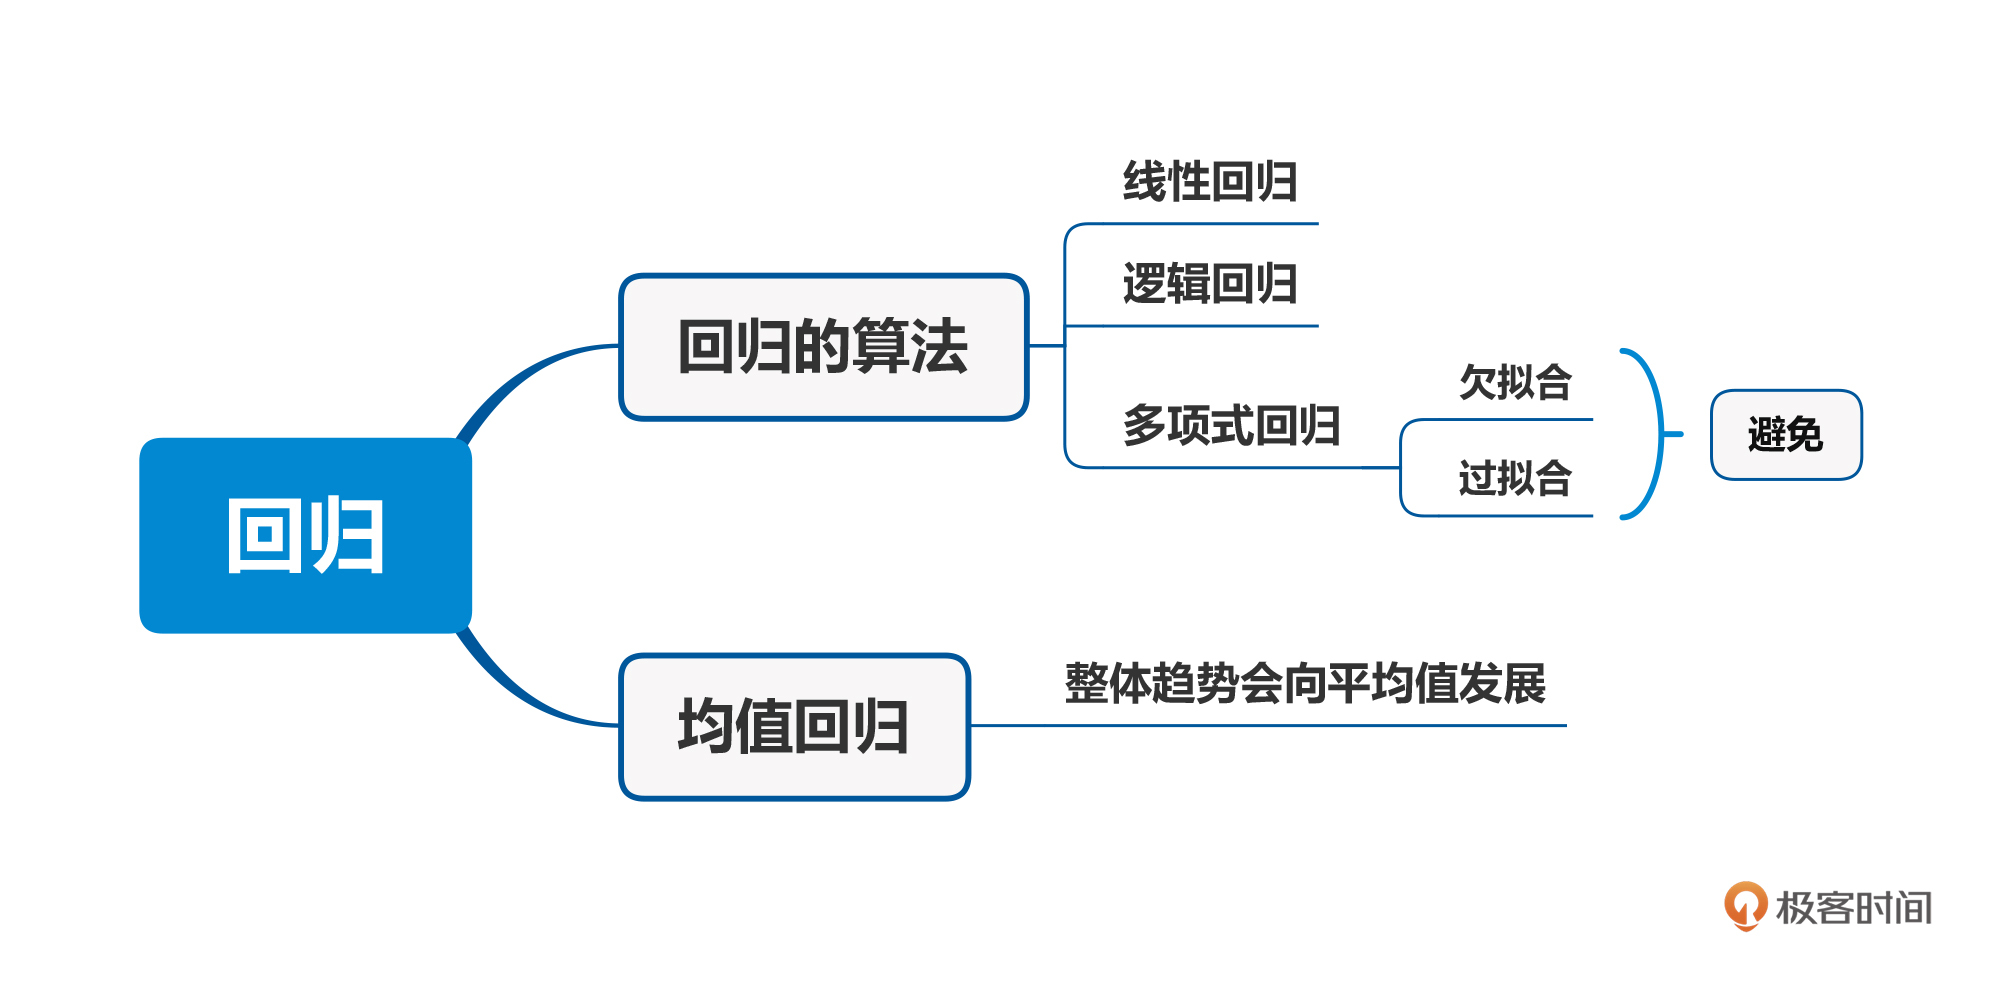 线性回归
逻辑回归
回归的算法
多项式回归
欠拟合
过拟合
避免
回归
均值回归
整体趋势会向平均值发展
极客时间